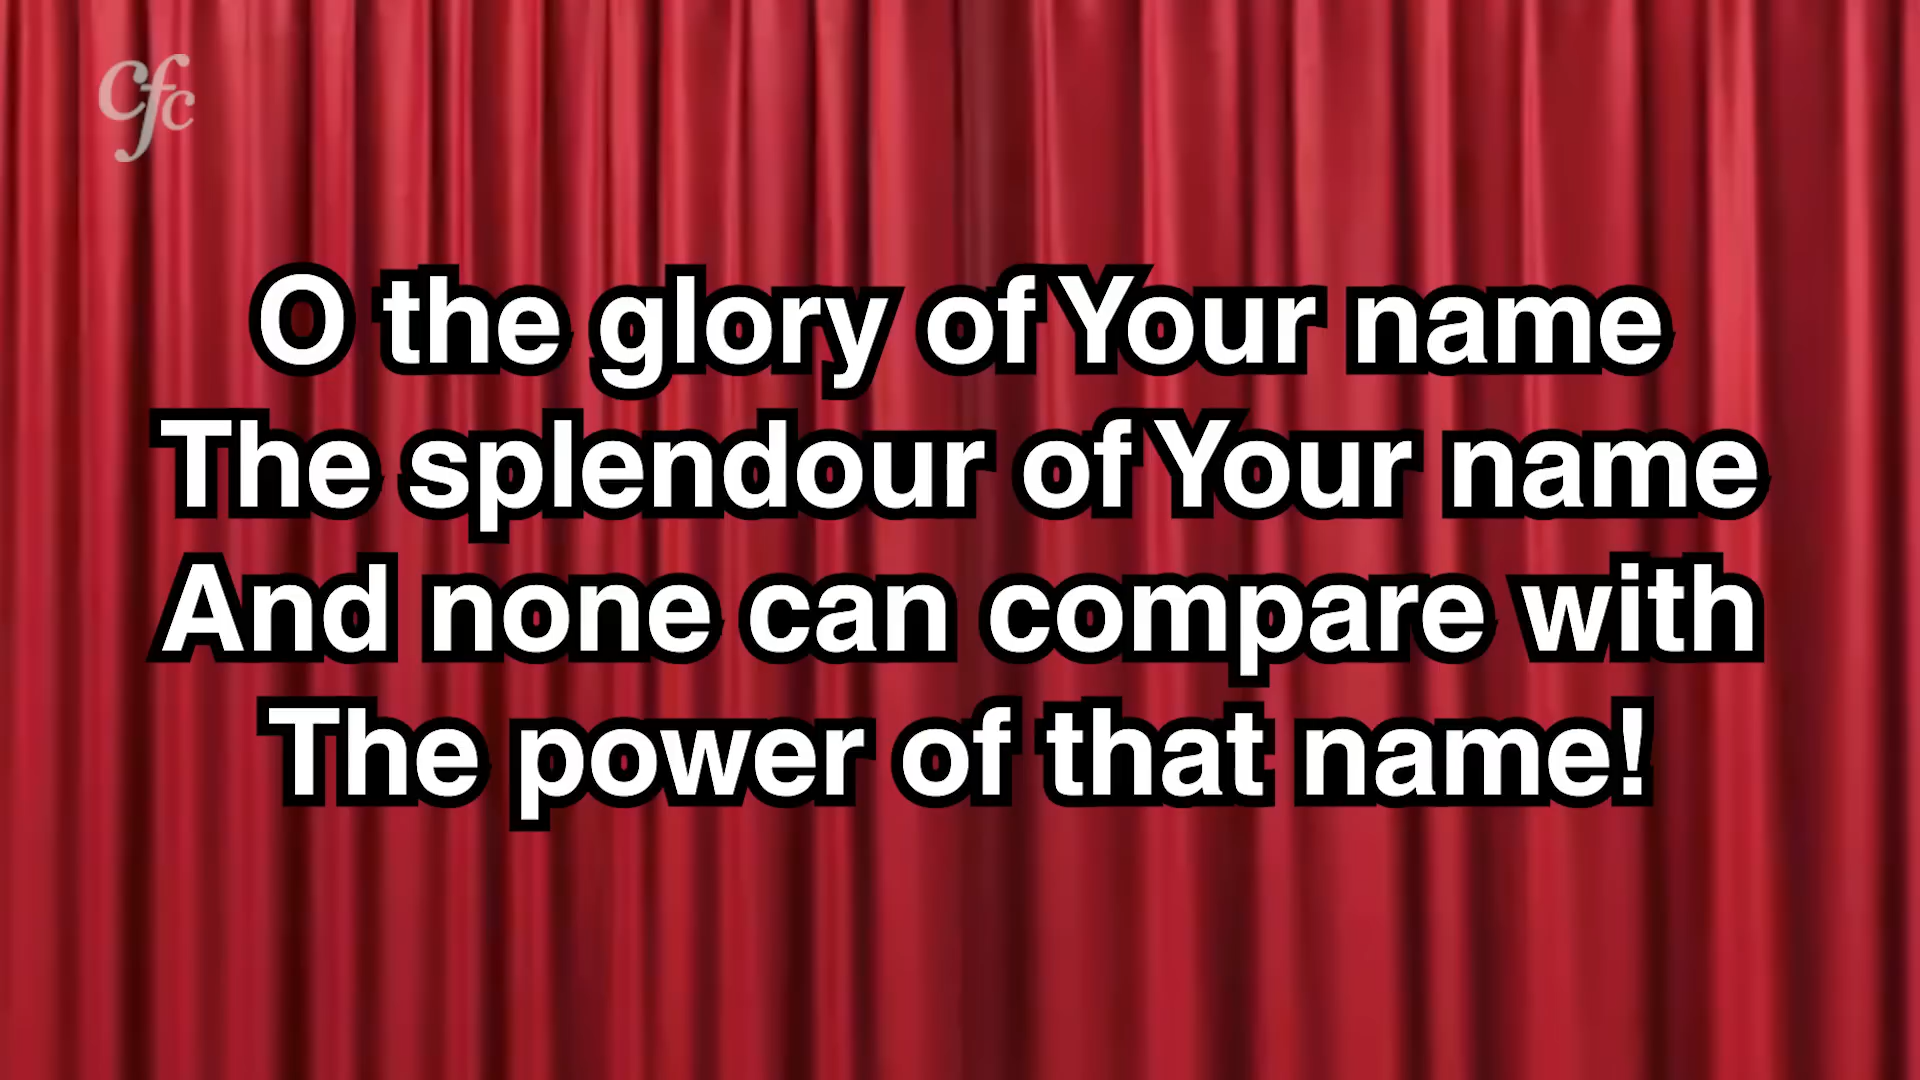 cfc
O the glory of Your name
The splendour of Your name
And none can compare with
The power of that name!